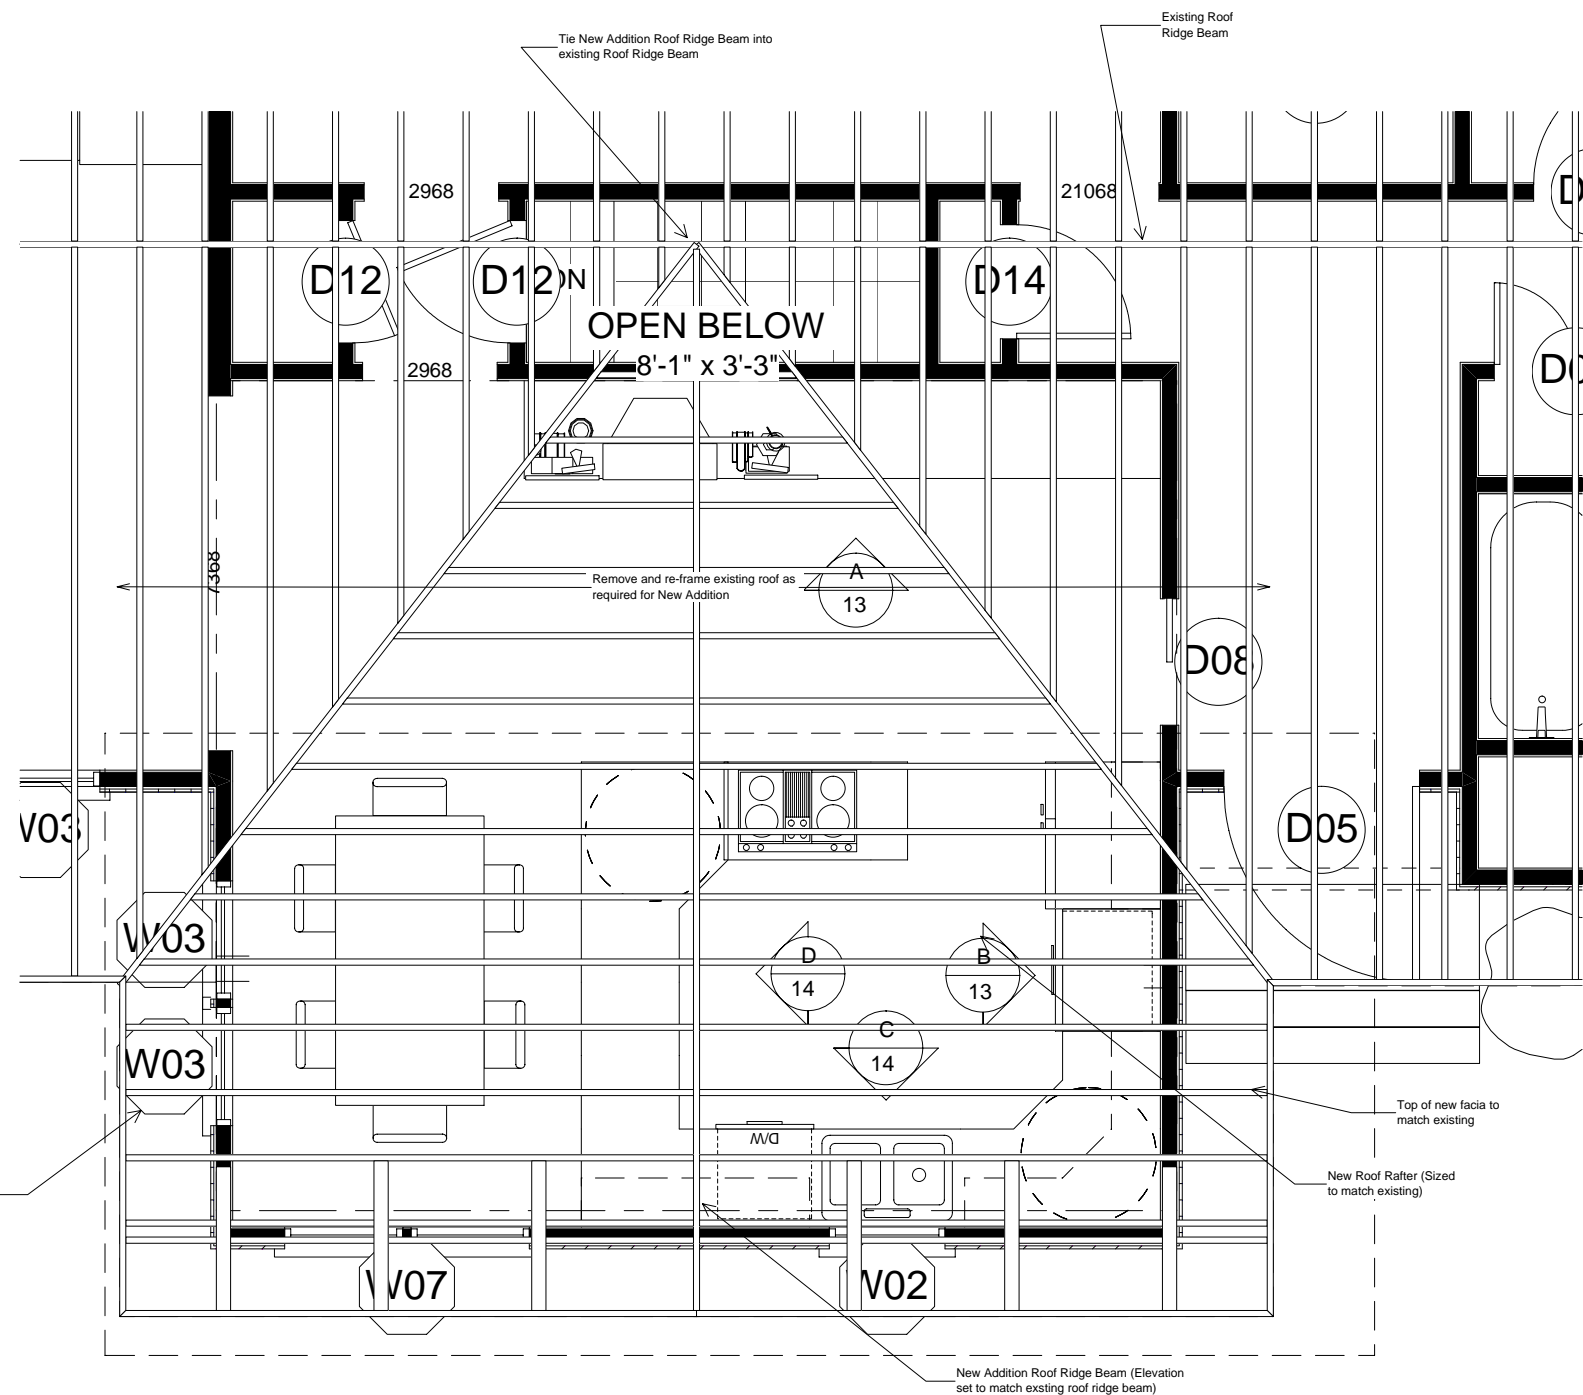 Existing Roof
Ridge Beam
Tie New Addition Roof Ridge Beam into
existing Roof Ridge Beam
2968
21068
D12
D12
DN
D14
OPEN BELOW
8'-1" x 3'-3"
2968
7368
Remove and re-frame existing roof as
required for New Addition
A
13
D08
W03
D05
W03
D
14
B
13
C
14
W03
Top of new facia to
match existing
D/W
New Roof Rafter (Sized
to match existing)
W07
W02
New Addition Roof Ridge Beam (Elevation
set to match exstng roof ridge beam)